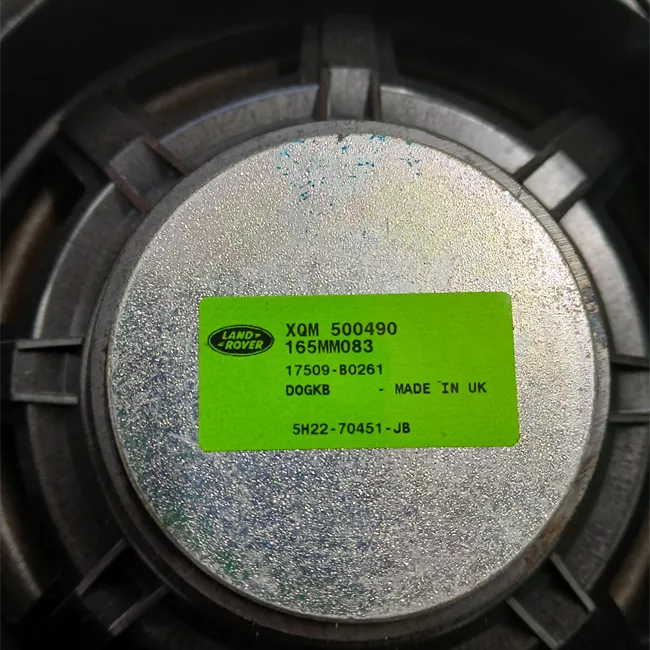 LAND-
-ROVER
XQM 500490
165MM083
17509-B0261
DOGKB - MADE IN UK
5H22-70451-JB